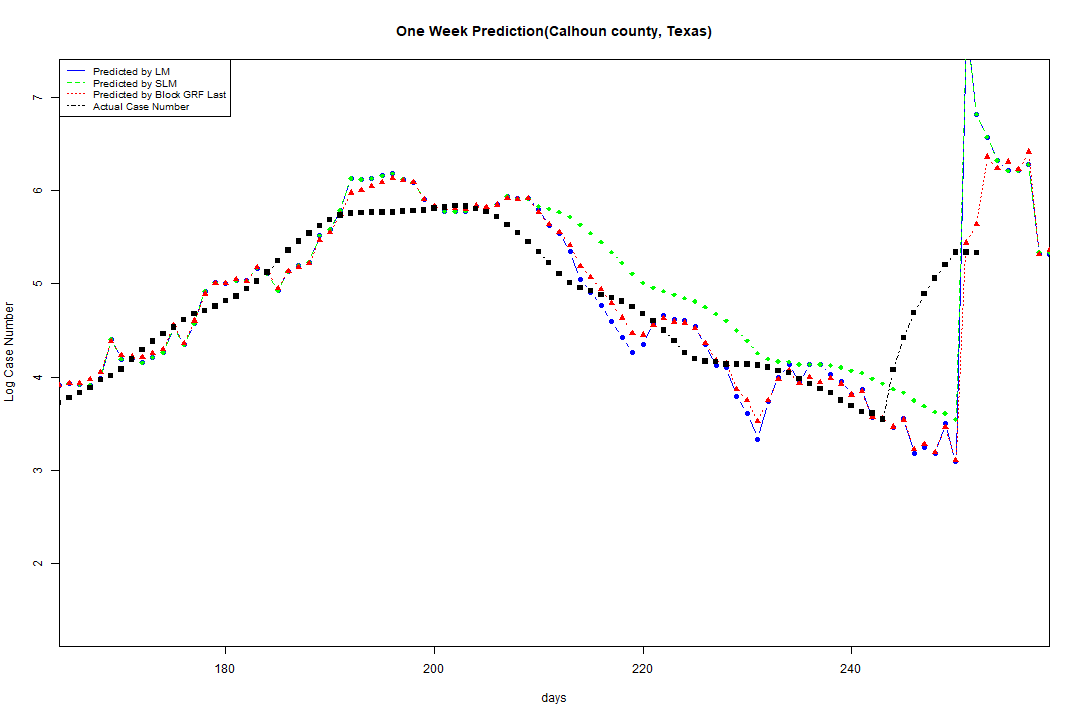 One Week Prediction(Calhoun county, Texas)
Predicted by LM
Predicted by SLM
Predicted by Block GRF Last
Actual Case Number
7
6
5
4
3
2
Log Case Number
180
200
220
240
days